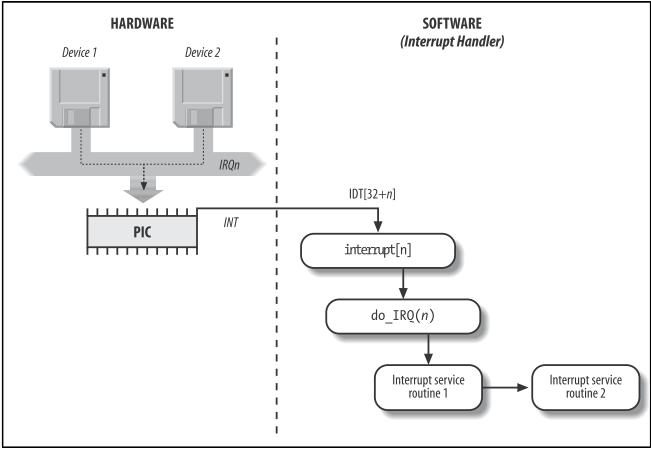 HARDWARE
SOFTWARE
(Interrupt Handler)
Device 1
Device 2
IRQn
IDT[32+n]
INT
PIC
interrupt[n]
do_IRQ(n)
Interrupt service
routine 1
Interrupt service
routine 2